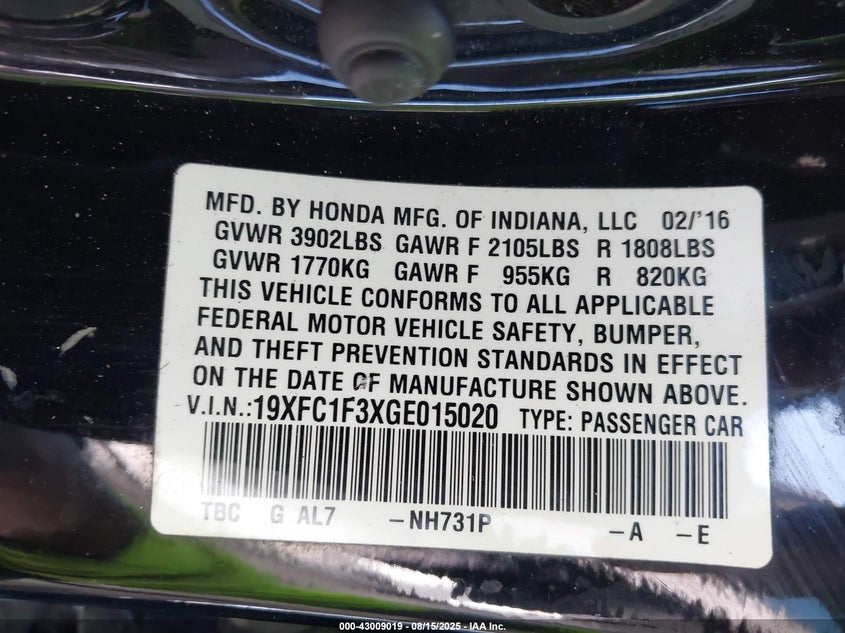 MFD. BY HONDA MFG. OF INDIANA, LLC 02/'16
GVWR 3902LBS GAWR F 2105LBS R 1808LBS
GVWR 1770KG GAWR F 955KG R 820KG
THIS VEHICLE CONFORMS TO ALL APPLICABLE
FEDERAL MOTOR VEHICLE SAFETY, BUMPER,
AND THEFT PREVENTION STANDARDS IN EFFECT
ON THE DATE OF MANUFACTURE SHOWN ABOVE.
V.I.N.:19XFC1F3XGE015020 TYPE: PASSENGER CAR
TBC G AL7 -NH731P -A -E
000-43009019 - 08/15/2025 - IAA Inc.